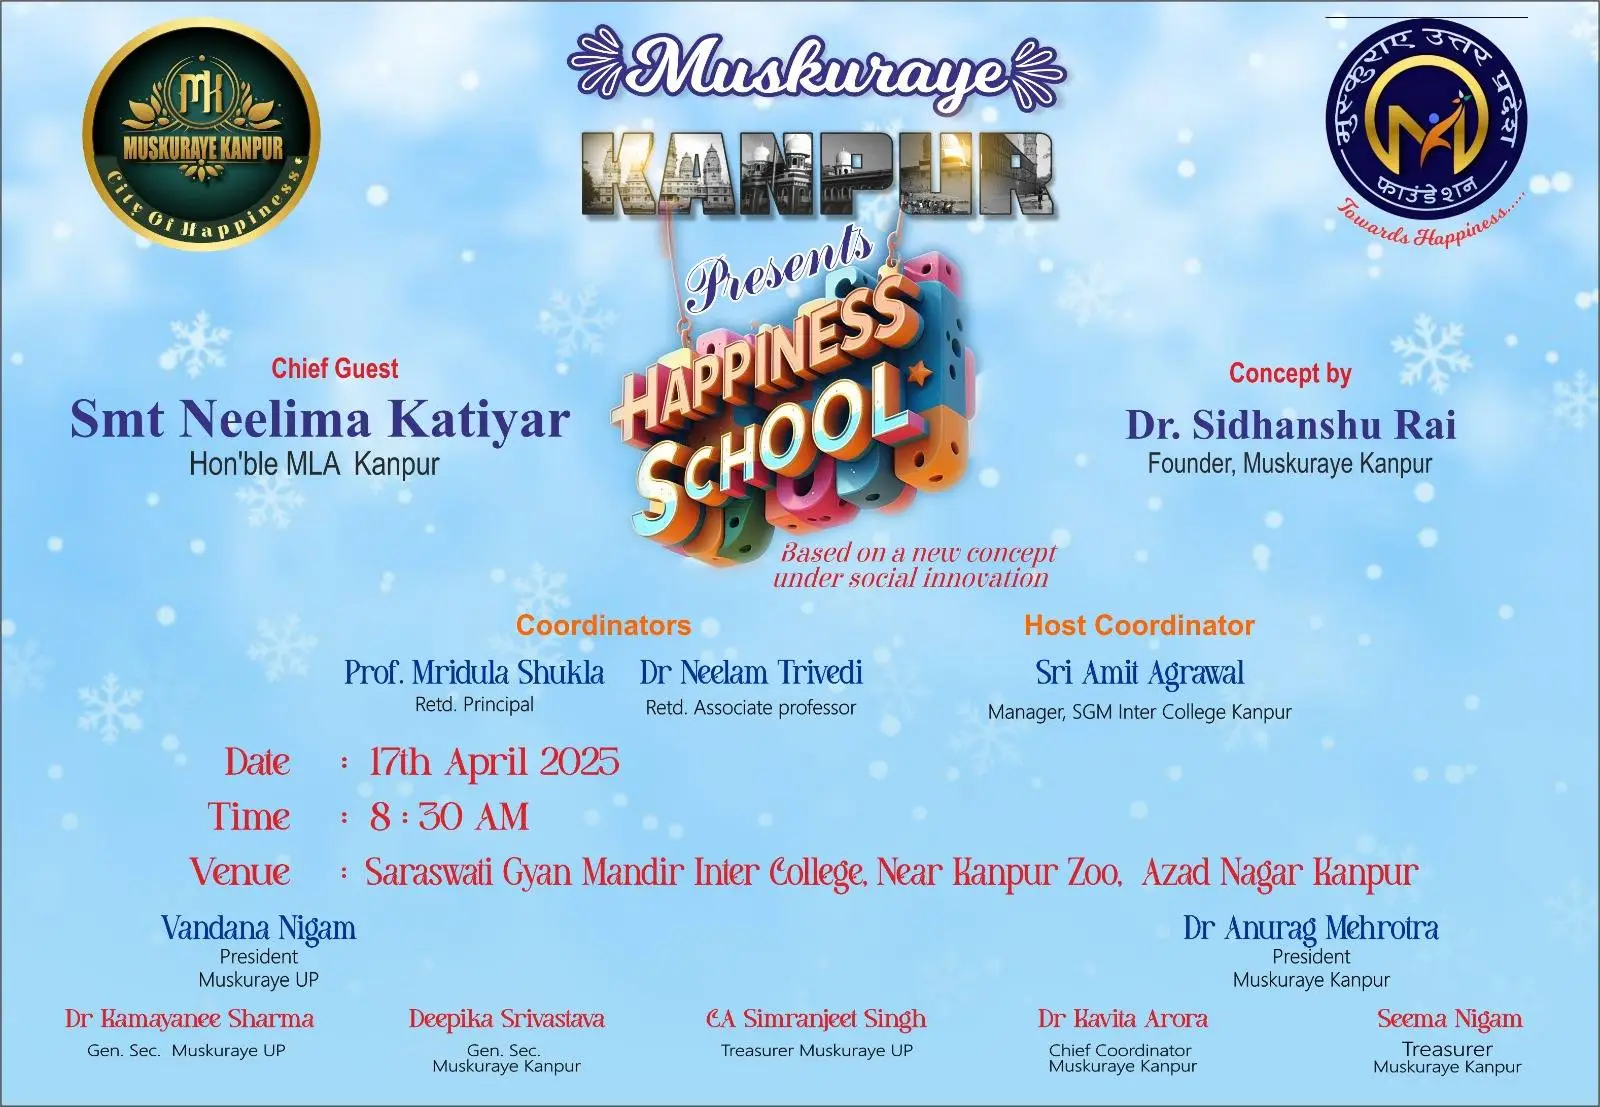 MK
MUSKURAYE KANPUR
City Of Happiness
Muskuraye
KANPUR
Presents
HAPPINESS
SCHOOL
Based on a new concept
under social innovation
मुस्कुराए उत्तर प्रदेश
फाउंडेशन
Towards Happiness.....
Chief Guest
Smt Neelima Katiyar
Hon'ble MLA Kanpur
Concept by
Dr. Sidhanshu Rai
Founder, Muskuraye Kanpur
Coordinators
Prof. Mridula Shukla
Retd. Principal
Dr Neelam Trivedi
Retd. Associate professor
Host Coordinator
Sri Amit Agrawal
Manager, SGM Inter College Kanpur
Date : 17th April 2025
Time : 8 : 30 AM
Venue : Saraswati Gyan Mandir Inter College, Near Kanpur Zoo, Azad Nagar Kanpur
Vandana Nigam
President
Muskuraye UP
Dr Anurag Mehrotra
President
Muskuraye Kanpur
Dr Kamayanee Sharma
Gen. Sec. Muskuraye UP
Deepika Srivastava
Gen. Sec.
Muskuraye Kanpur
CA Simranjeet Singh
Treasurer Muskuraye UP
Dr Kavita Arora
Chief Coordinator
Muskuraye Kanpur
Seema Nigam
Treasurer
Muskuraye Kanpur